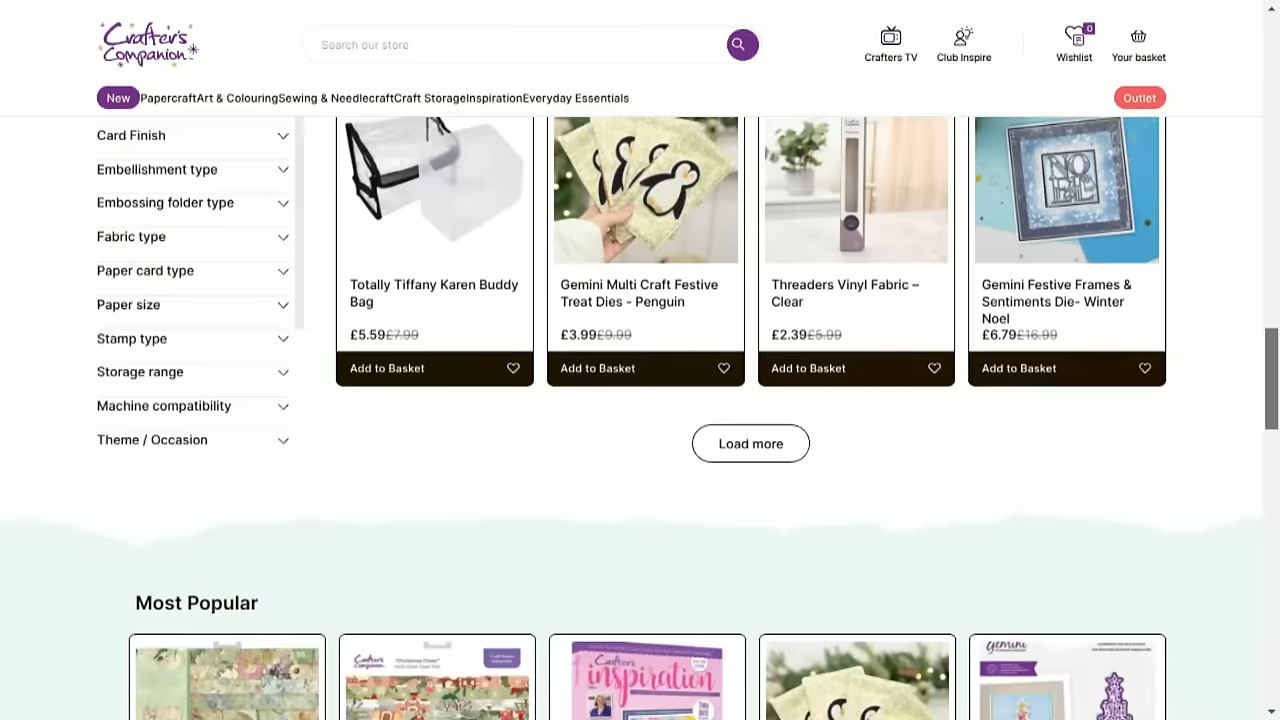 Crafter's
Companion
Search our store
Crafters TV
Club Inspire
0
Wishlist
Your basket
New
Papercraft
Art & Colouring
Sewing & Needlecraft
Craft Storage
Inspiration
Everyday Essentials
Outlet
Card Finish
Embellishment type
Embossing folder type
Fabric type
Paper card type
Paper size
Stamp type
Storage range
Machine compatibility
Theme / Occasion
NO
EL
Totally Tiffany Karen Buddy
Bag
£5.59£7.99
Add to Basket
Gemini Multi Craft Festive
Treat Dies - Penguin
£3.99£9.99
Add to Basket
Threaders Vinyl Fabric –
Clear
£2.39£5.99
Add to Basket
Gemini Festive Frames &
Sentiments Die- Winter
Noel
£6.79£16.99
Add to Basket
Load more
Most Popular
Crafter's
Companion
Crafter's
inspiration
Gemini